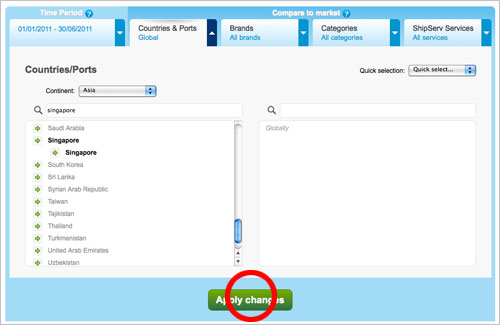 Time Period ?
Compare to market ?
01/01/2011 - 30/06/2011
Countries & Ports
Global
Brands
All brands
Categories
All categories
ShipServ Services
All services
Countries/Ports
Quick selection: Quick select...
Continent: Asia
singapore
Saudi Arabia
Singapore
Singapore
South Korea
Sri Lanka
Syrian Arab Republic
Taiwan
Tajikistan
Thailand
Turkmenistan
United Arab Emirates
Uzbekistan
Globally
Apply changes